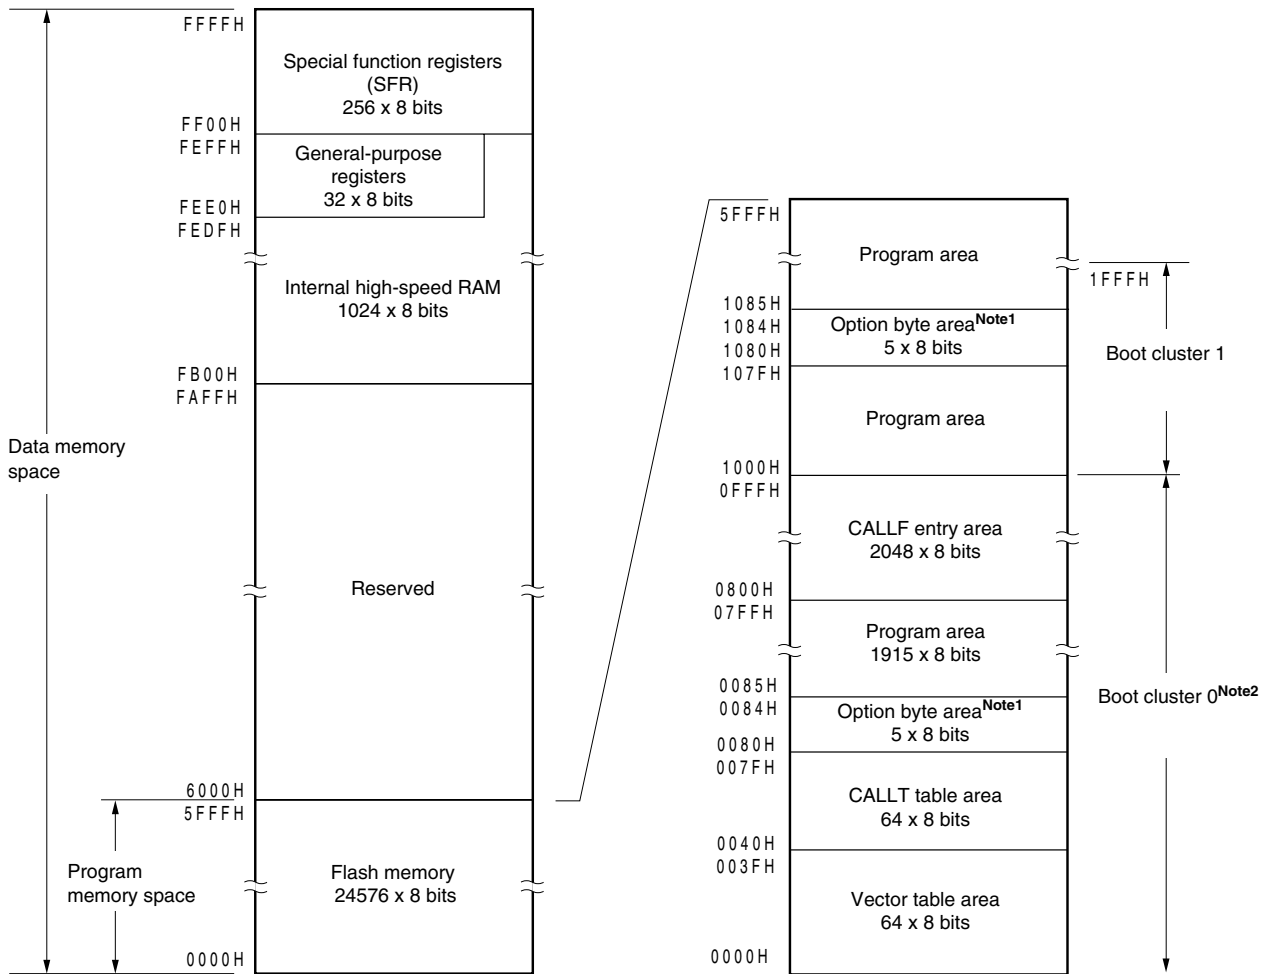 FFFFH
Special function registers
(SFR)
256 x 8 bits
FF00H
FEFFH
General-purpose
registers
32 x 8 bits
FEE0H
FEDFH
Internal high-speed RAM
1024 x 8 bits
FB00H
FAFFH
Data memory
space
Reserved
6000H
5FFFH
Program
memory space
Flash memory
24576 x 8 bits
0000H
5FFFH
Program area
1FFFH
1085H
1084H
Option byte areaNote1
5 x 8 bits
1080H
107FH
Boot cluster 1
Program area
1000H
0FFFH
CALLF entry area
2048 x 8 bits
0800H
07FFH
Program area
1915 x 8 bits
0085H
0084H
Option byte areaNote1
5 x 8 bits
Boot cluster 0Note2
0080H
007FH
CALLT table area
64 x 8 bits
0040H
003FH
Vector table area
64 x 8 bits
0000H